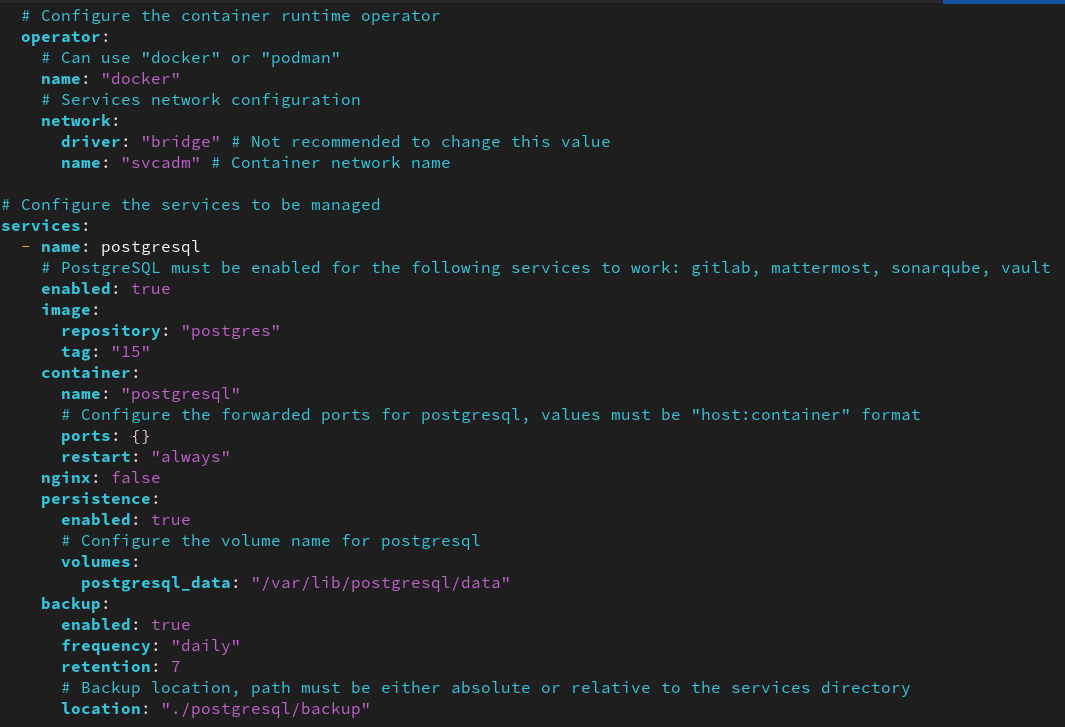 # Configure the container runtime operator
  operator:
    # Can use "docker" or "podman"
    name: "docker"
    # Services network configuration
    network:
      driver: "bridge" # Not recommended to change this value
      name: "svcadm" # Container network name

# Configure the services to be managed
services:
  - name: postgresql
    # PostgreSQL must be enabled for the following services to work: gitlab, mattermost, sonarqube, vault
    enabled: true
    image:
      repository: "postgres"
      tag: "15"
    container:
      name: "postgresql"
      # Configure the forwarded ports for postgresql, values must be "host:container" format
      ports: {}
      restart: "always"
    nginx: false
    persistence:
      enabled: true
      # Configure the volume name for postgresql
      volumes:
        postgresql_data: "/var/lib/postgresql/data"
    backup:
      enabled: true
      frequency: "daily"
      retention: 7
      # Backup location, path must be either absolute or relative to the services directory
      location: "./postgresql/backup"